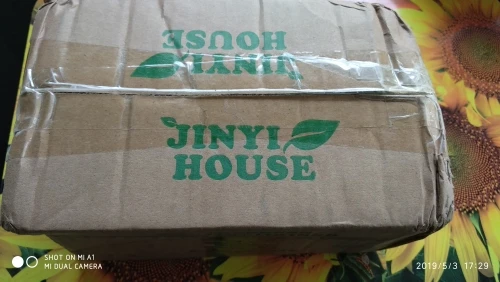 HOUSE
JINYI
JINYI
HOUSE
SHOT ON MI A1
MI DUAL CAMERA
2019/5/3 17:29